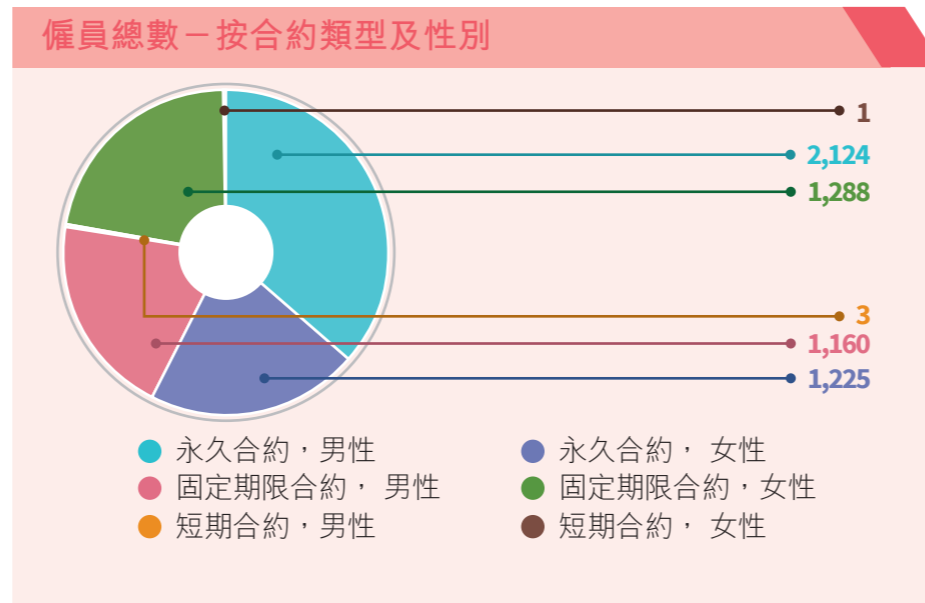 僱員總數－按合約類型及性別
1
2,124
1,288
3
1,160
1,225
永久合約，男性
永久合約， 女性
固定期限合約， 男性
固定期限合約，女性
短期合約，男性
短期合約， 女性